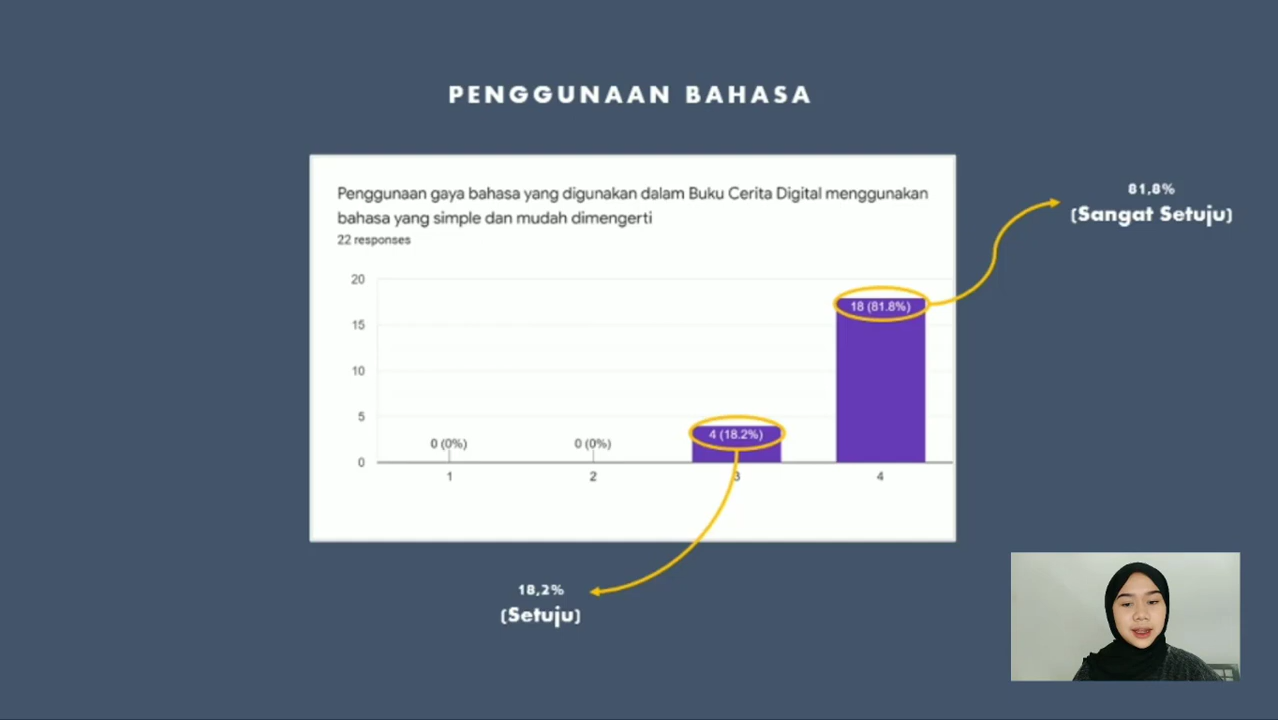 PENGGUNAAN BAHASA
Penggunaan gaya bahasa yang digunakan dalam Buku Cerita Digital menggunakan
bahasa yang simple dan mudah dimengerti
22 responses
20
15
10
5
0
0 (0%)
0 (0%)
4 (18.2%)
18 (81.8%)
1
2
3
4
81,8%
(Sangat Setuju)
18,2%
(Setuju)